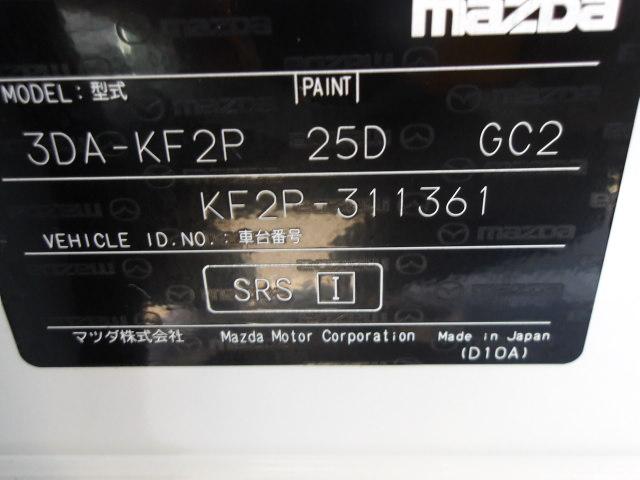 mazda
MODEL：型式 PAINT
3DA-KF2P 25D GC2
KF2P-311361
VEHICLE ID.NO.：車台番号
SRS I
マツダ株式会社 Mazda Motor Corporation Made in Japan
(D10A)